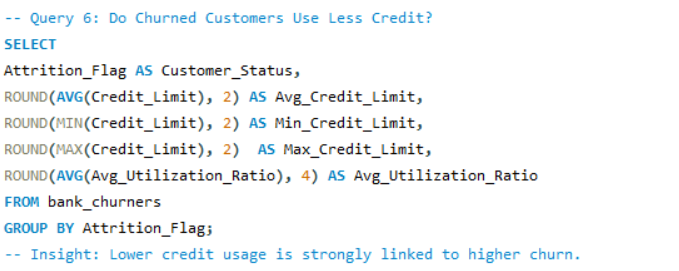 -- Query 6: Do Churned Customers Use Less Credit?
SELECT
Attrition_Flag AS Customer_Status,
ROUND(AVG(Credit_Limit), 2) AS Avg_Credit_Limit,
ROUND(MIN(Credit_Limit), 2) AS Min_Credit_Limit,
ROUND(MAX(Credit_Limit), 2)  AS Max_Credit_Limit,
ROUND(AVG(Avg_Utilization_Ratio), 4) AS Avg_Utilization_Ratio
FROM bank_churners
GROUP BY Attrition_Flag;
-- Insight: Lower credit usage is strongly linked to higher churn.